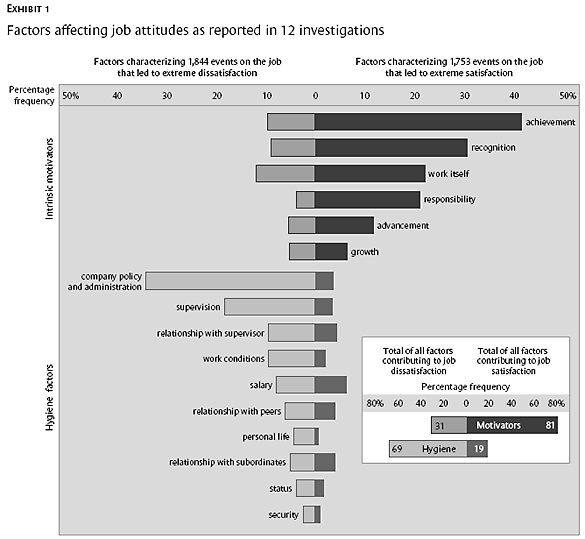 EXHIBIT 1
Factors affecting job attitudes as reported in 12 investigations
Factors characterizing 1,844 events on the job
that led to extreme dissatisfaction
Factors characterizing 1,753 events on the job
that led to extreme satisfaction
Percentage
frequency
50% 40 30 20 10 0 10 20 30 40 50%
Intrinsic motivators
achievement
recognition
work itself
responsibility
advancement
growth
Hygiene factors
company policy
and administration
supervision
relationship with supervisor
work conditions
salary
relationship with peers
personal life
relationship with subordinates
status
security
Total of all factors
contributing to job
dissatisfaction
Total of all factors
contributing to job
satisfaction
Percentage frequency
80% 60 40 20 0 20 40 60 80%
31 Motivators 81
69 Hygiene 19